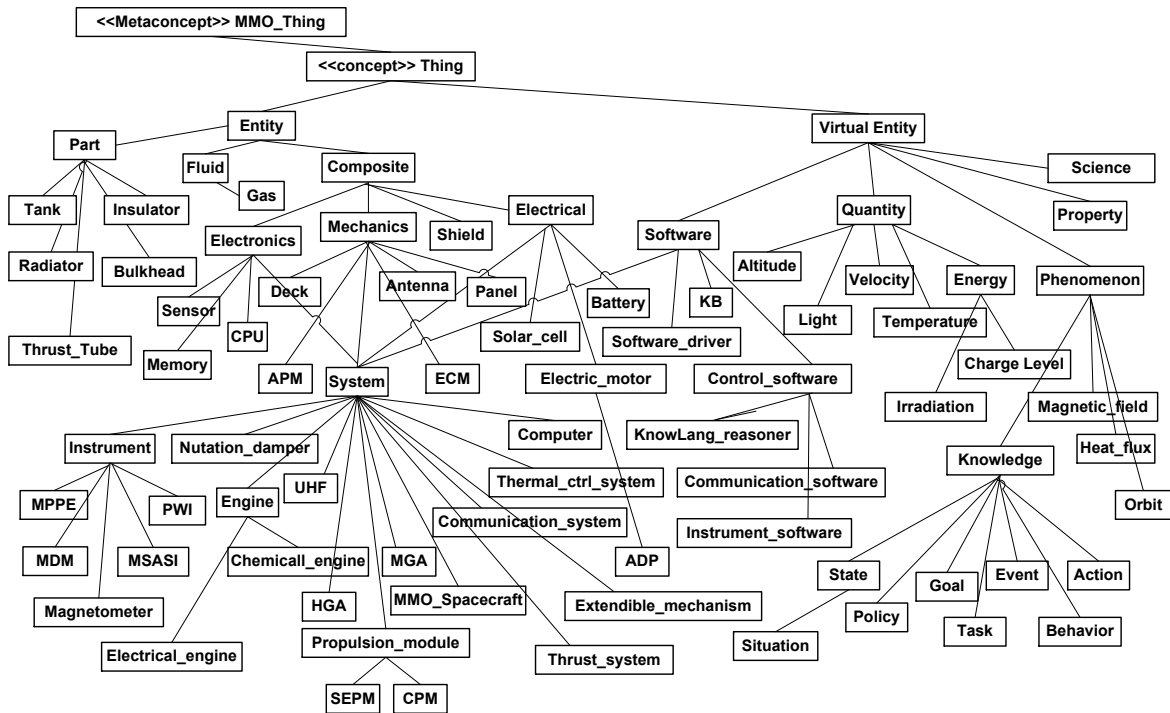 <<Metaconcept>> MMO_Thing
<<concept>> Thing
Entity
Virtual Entity
Part
Fluid
Composite
Science
Tank
Insulator
Gas
Electrical
Quantity
Property
Electronics
Mechanics
Shield
Software
Radiator
Bulkhead
Altitude
Velocity
Energy
Phenomenon
Deck
Antenna
Panel
Battery
KB
Sensor
CPU
Light
Temperature
Thrust_Tube
Solar_cell
Software_driver
Memory
APM
System
ECM
Electric_motor
Control_software
Charge Level
Irradiation
Magnetic_field
Instrument
Nutation_damper
Computer
KnowLang_reasoner
Heat_flux
Knowledge
MPPE
PWI
Engine
UHF
Thermal_ctrl_system
Communication_software
Orbit
Communication_system
Instrument_software
MDM
MSASI
Chemicall_engine
MGA
ADP
State
Goal
Event
Action
Magnetometer
HGA
MMO_Spacecraft
Extendible_mechanism
Policy
Task
Behavior
Electrical_engine
Propulsion_module
Thrust_system
Situation
SEPM
CPM